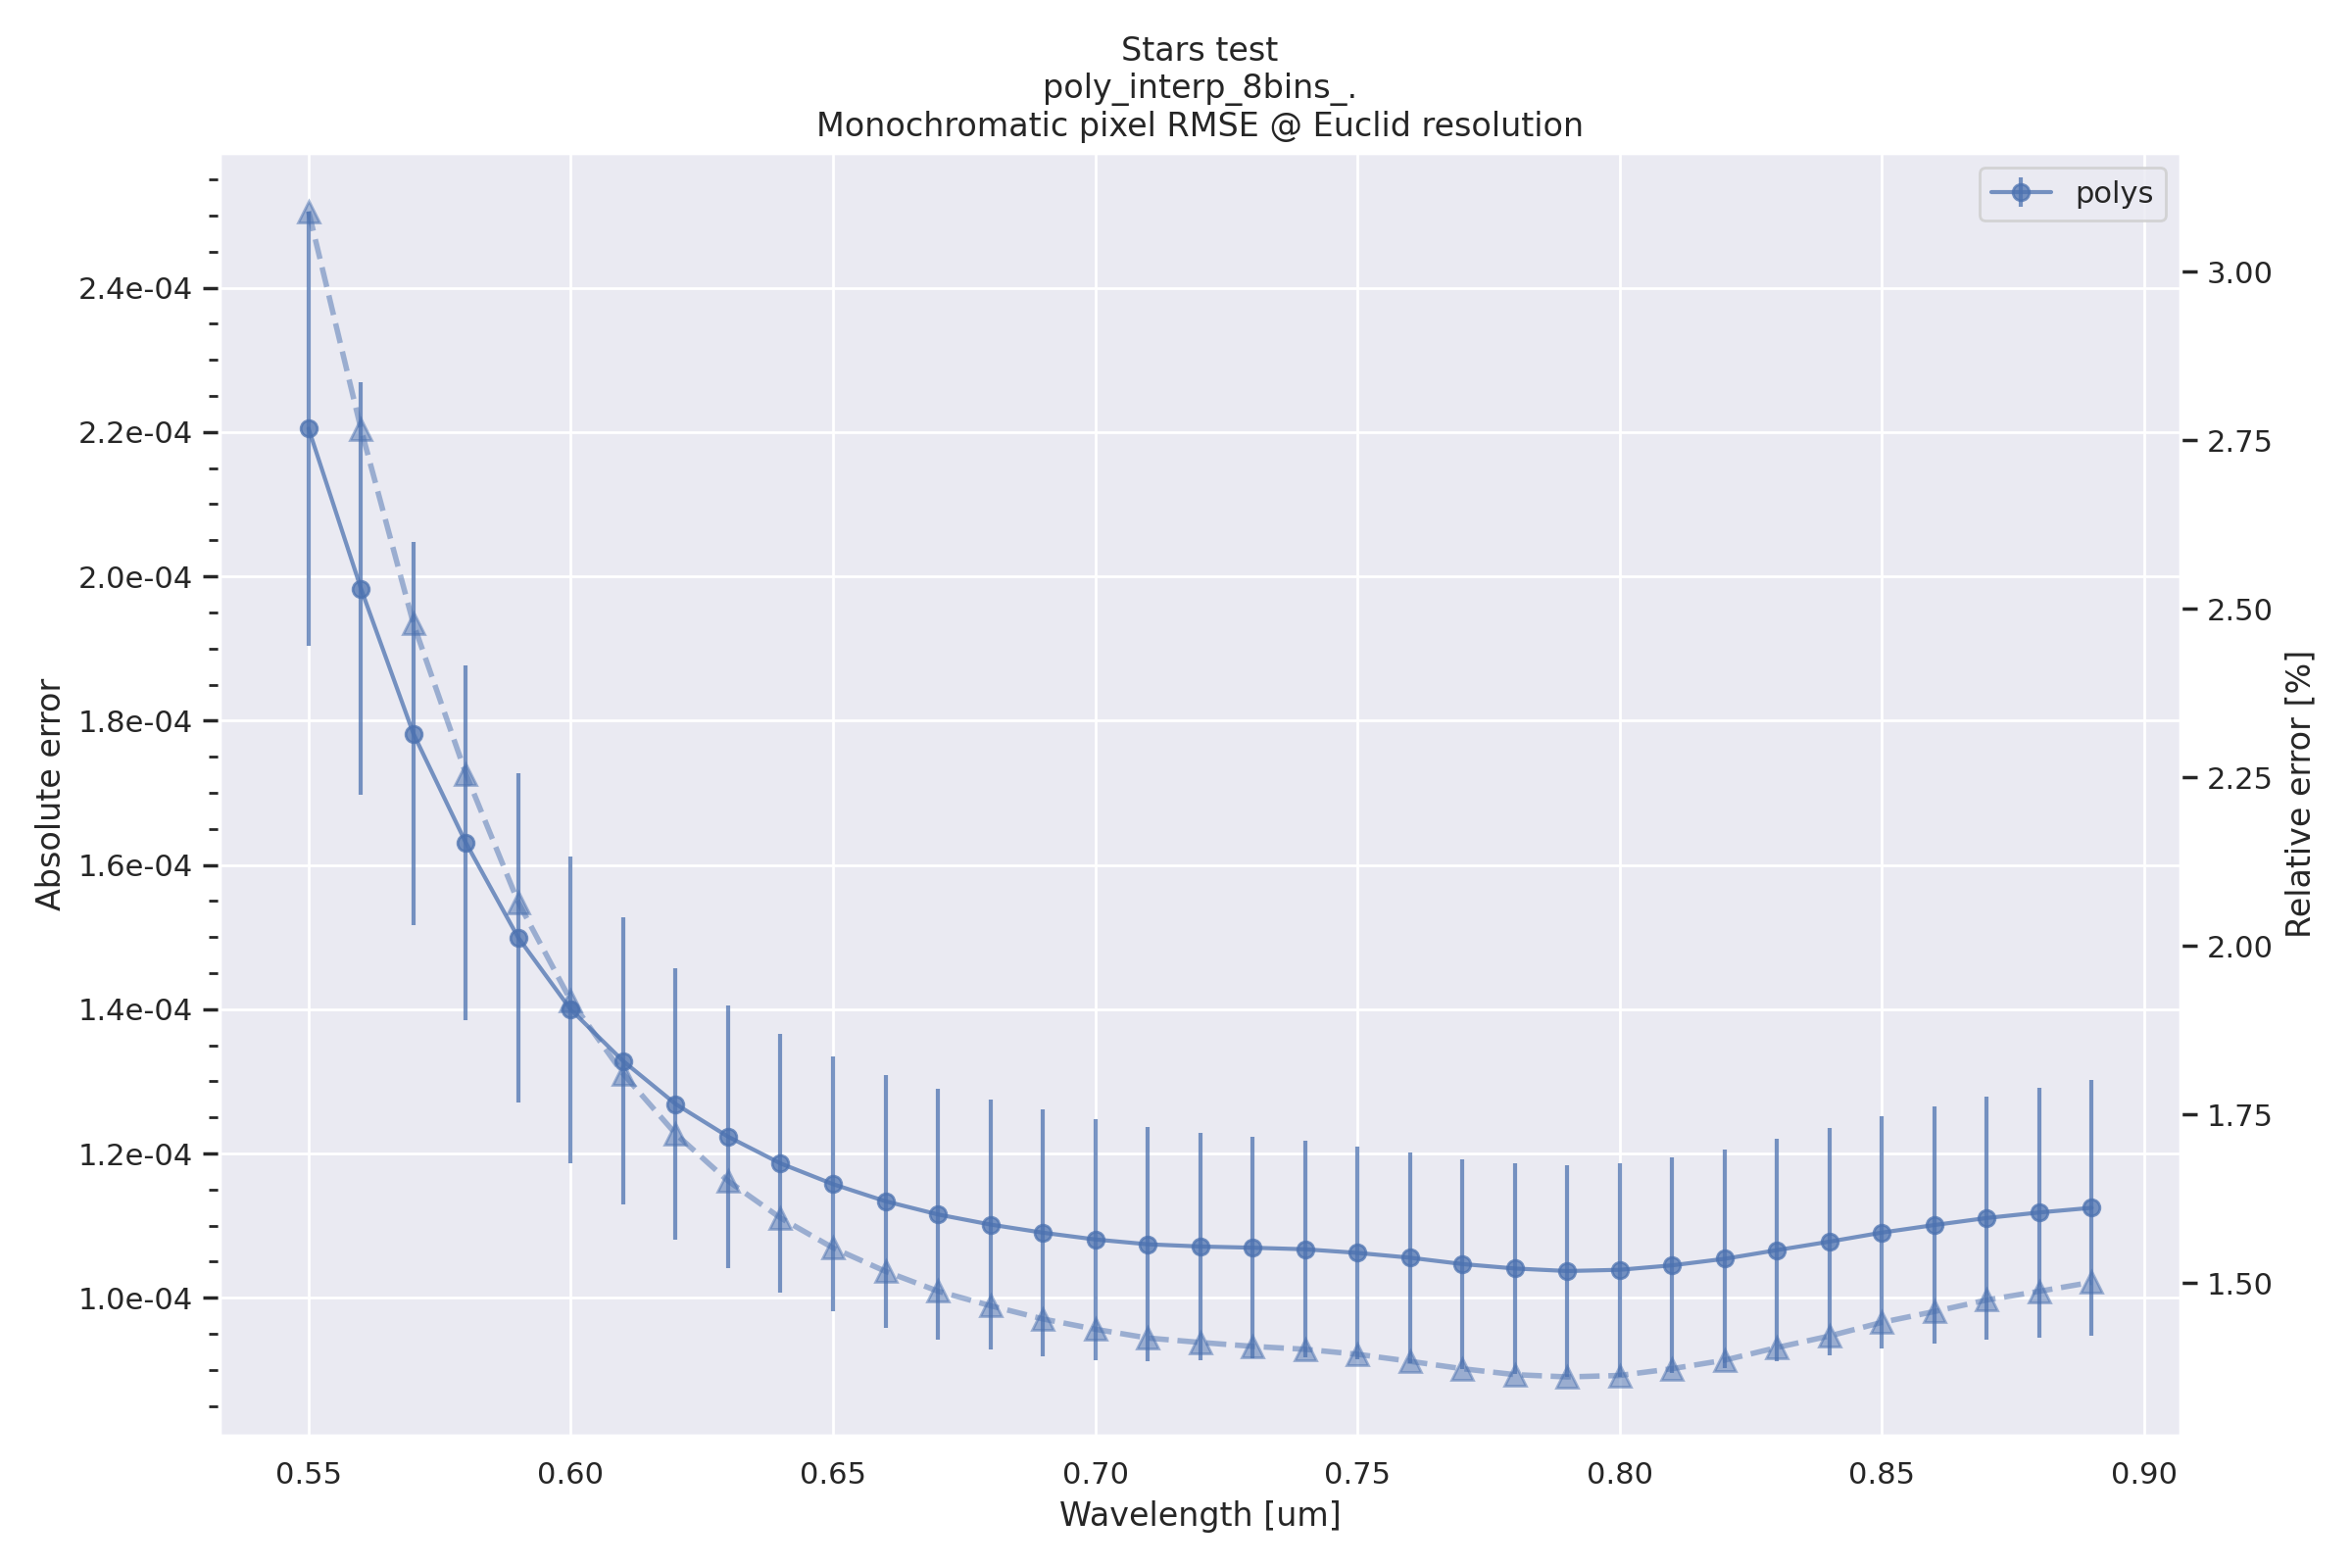 Stars test
poly_interp_8bins_.
Monochromatic pixel RMSE @ Euclid resolution
polys
Absolute error
2.4e-04
2.2e-04
2.0e-04
1.8e-04
1.6e-04
1.4e-04
1.2e-04
1.0e-04
3.00
2.75
2.50
2.25
2.00
1.75
1.50
Relative error [%]
0.55 0.60 0.65 0.70 0.75 0.80 0.85 0.90
Wavelength [um]